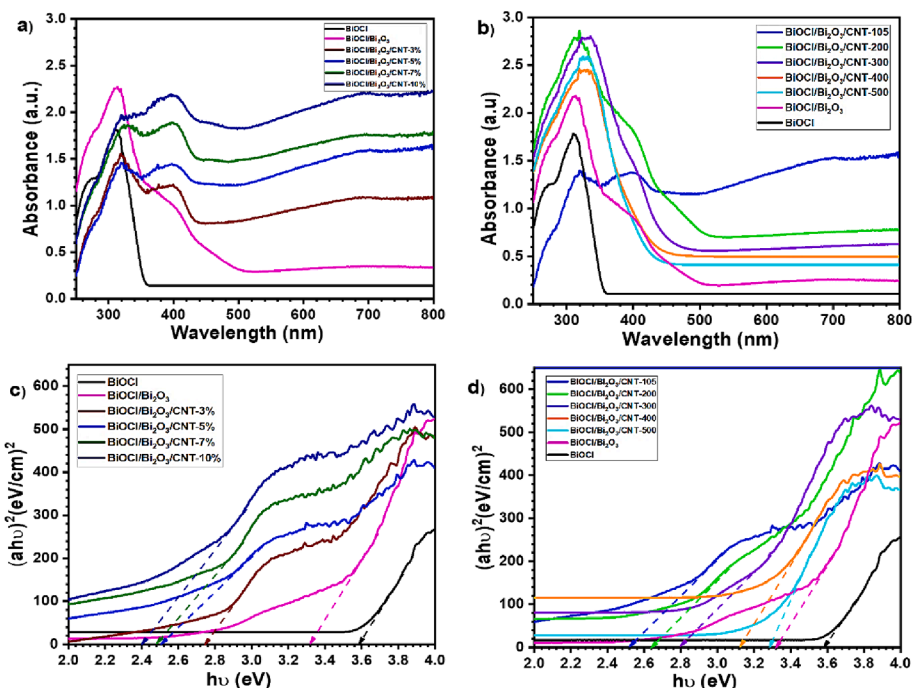 a)
BiOCl
BiOCl/Bi₂O₃
BiOCl/Bi₂O₃/CNT-3%
BiOCl/Bi₂O₃/CNT-5%
BiOCl/Bi₂O₃/CNT-7%
BiOCl/Bi₂O₃/CNT-10%
Absorbance (a.u.)
3.0
2.5
2.0
1.5
1.0
0.5
0.0
300 400 500 600 700 800
Wavelength (nm)
b)
BiOCl/Bi₂O₃/CNT-105
BiOCl/Bi₂O₃/CNT-200
BiOCl/Bi₂O₃/CNT-300
BiOCl/Bi₂O₃/CNT-400
BiOCl/Bi₂O₃/CNT-500
BiOCl/Bi₂O₃
BiOCl
Absorbance (a.u)
3.0
2.5
2.0
1.5
1.0
0.5
0.0
300 400 500 600 700 800
Wavelength (nm)
c)
BiOCl
BiOCl/Bi₂O₃
BiOCl/Bi₂O₃/CNT-3%
BiOCl/Bi₂O₃/CNT-5%
BiOCl/Bi₂O₃/CNT-7%
BiOCl/Bi₂O₃/CNT-10%
(ahυ)²(eV/cm)²
600
500
400
300
200
100
0
2.0 2.2 2.4 2.6 2.8 3.0 3.2 3.4 3.6 3.8 4.0
hυ (eV)
d)
BiOCl/Bi₂O₃/CNT-105
BiOCl/Bi₂O₃/CNT-200
BiOCl/Bi₂O₃/CNT-300
BiOCl/Bi₂O₃/CNT-400
BiOCl/Bi₂O₃/CNT-500
BiOCl/Bi₂O₃
BiOCl
(ahυ)²(eV/cm)²
600
500
400
300
200
100
0
2.0 2.2 2.4 2.6 2.8 3.0 3.2 3.4 3.6 3.8 4.0
hυ (eV)